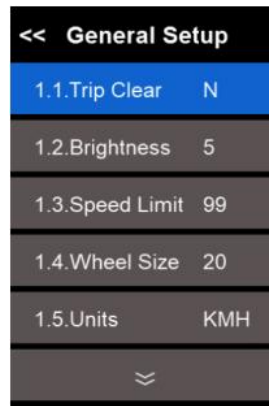 << General Setup
1.1.Trip Clear N
1.2.Brightness 5
1.3.Speed Limit 99
1.4.Wheel Size 20
1.5.Units KMH